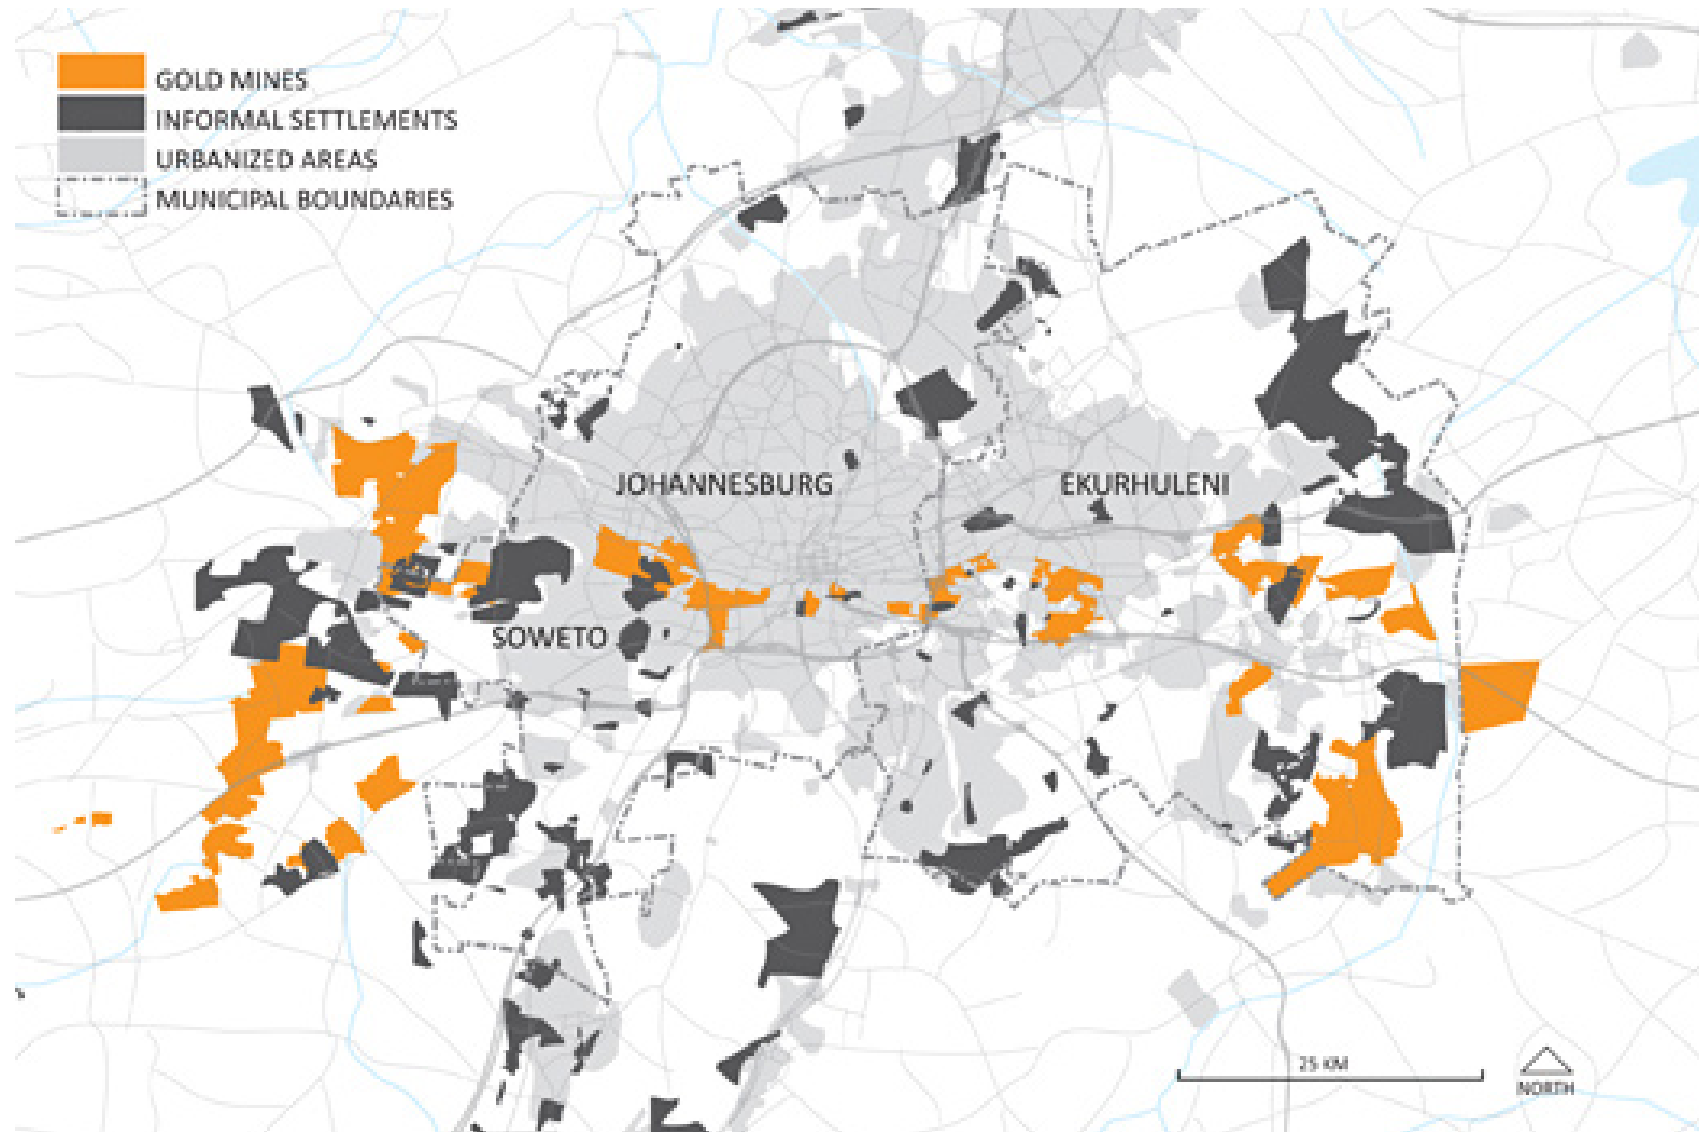 GOLD MINES
INFORMAL SETTLEMENTS
URBANIZED AREAS
MUNICIPAL BOUNDARIES
JOHANNESBURG
EKURHULENI
SOWETO
25 KM
NORTH